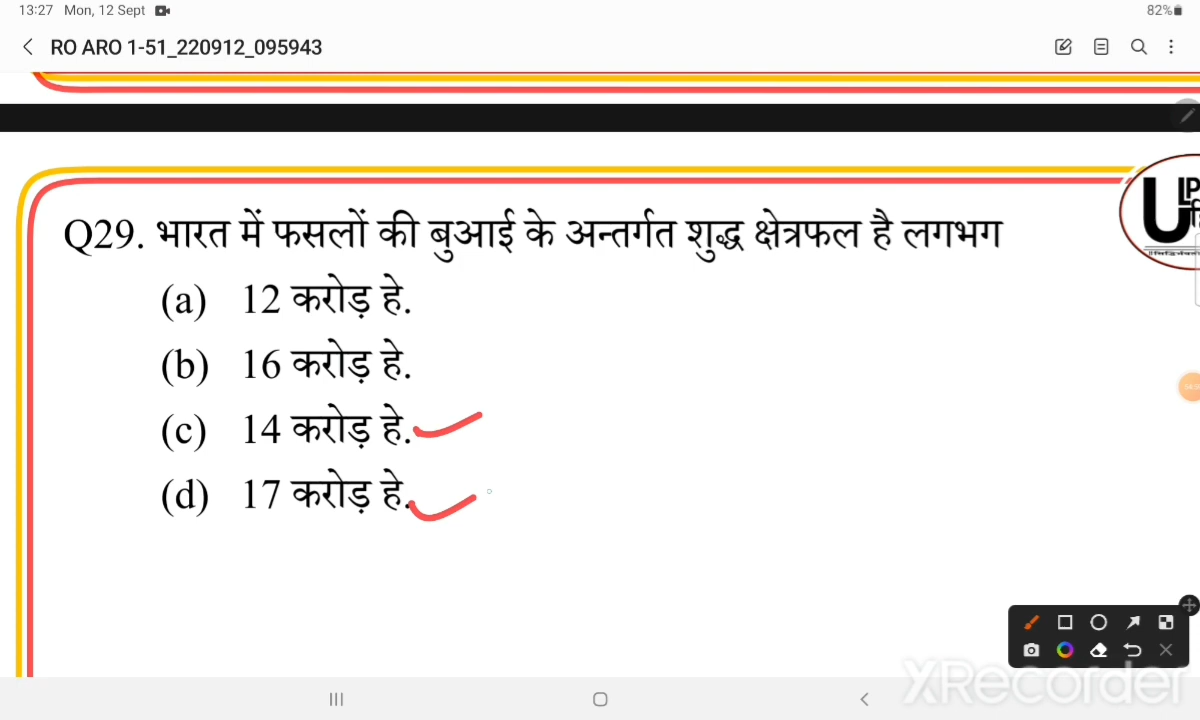 13:27 Mon, 12 Sept 82%
RO ARO 1-51_220912_095943
Q29. भारत में फसलों की बुआई के अन्तर्गत शुद्ध क्षेत्रफल है लगभग
(a) 12 करोड़ हे.
(b) 16 करोड़ हे.
(c) 14 करोड़ हे.
(d) 17 करोड़ हे.
XRecorder